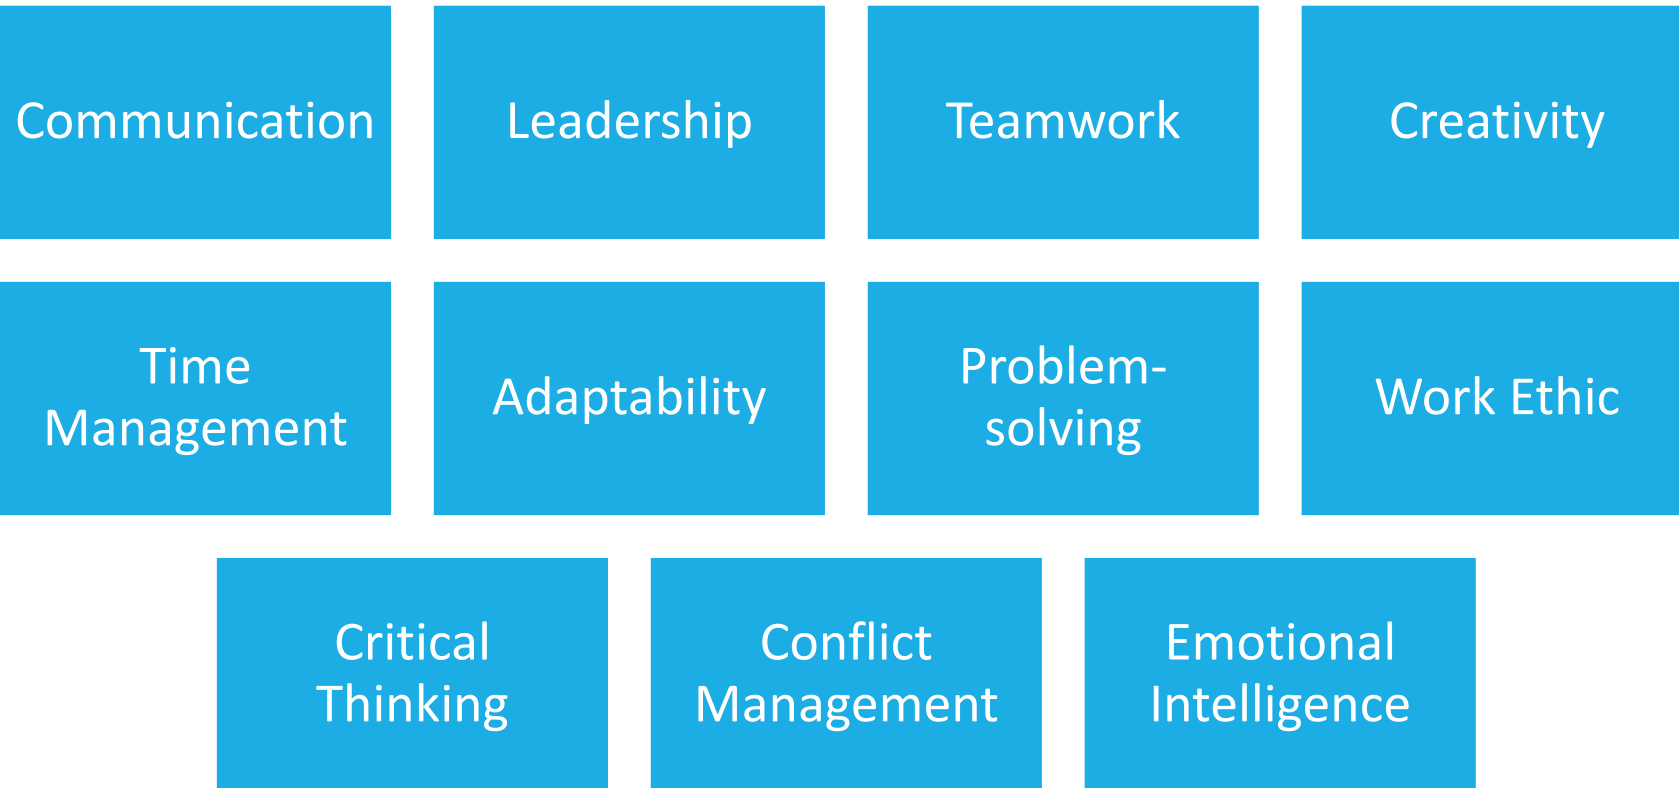 Communication
Leadership
Teamwork
Creativity
Time
Management
Adaptability
Problem-
solving
Work Ethic
Critical
Thinking
Conflict
Management
Emotional
Intelligence